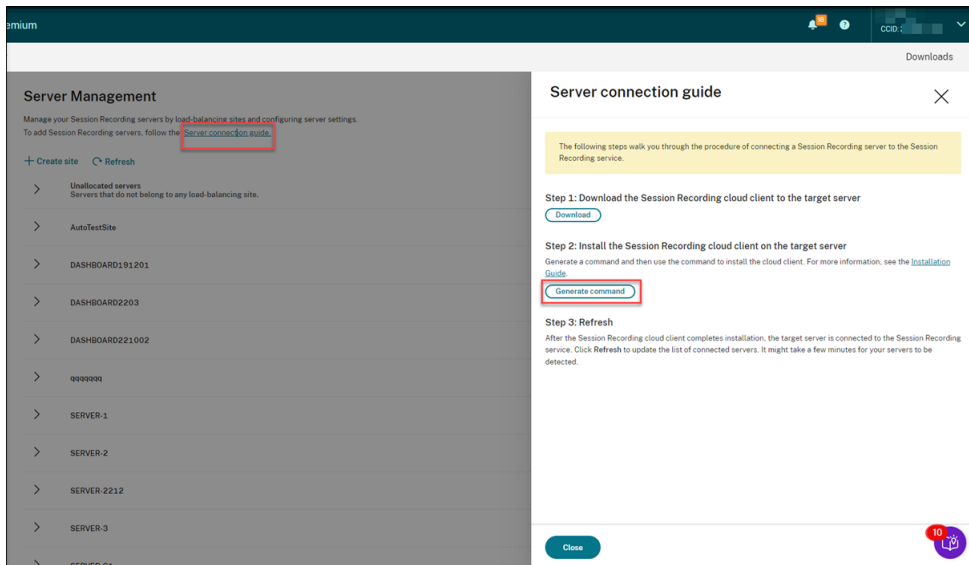 emium
CCID:
Downloads
Server Management
Manage your Session Recording servers by load-balancing sites and configuring server settings.
To add Session Recording servers, follow the Server connection guide.
Create site Refresh
Unallocated servers
Servers that do not belong to any load-balancing site.
AutoTestSite
DASHBOARD191201
DASHBOARD2203
DASHBOARD221002
qqqqqqq
SERVER-1
SERVER-2
SERVER-2212
SERVER-3
Server connection guide
The following steps walk you through the procedure of connecting a Session Recording server to the Session
Recording service.
Step 1: Download the Session Recording cloud client to the target server
Download
Step 2: Install the Session Recording cloud client on the target server
Generate a command and then use the command to install the cloud client. For more information, see the Installation
Guide.
Generate command
Step 3: Refresh
After the Session Recording cloud client completes installation, the target server is connected to the Session Recording
service. Click Refresh to update the list of connected servers. It might take a few minutes for your servers to be
detected.
Close
10